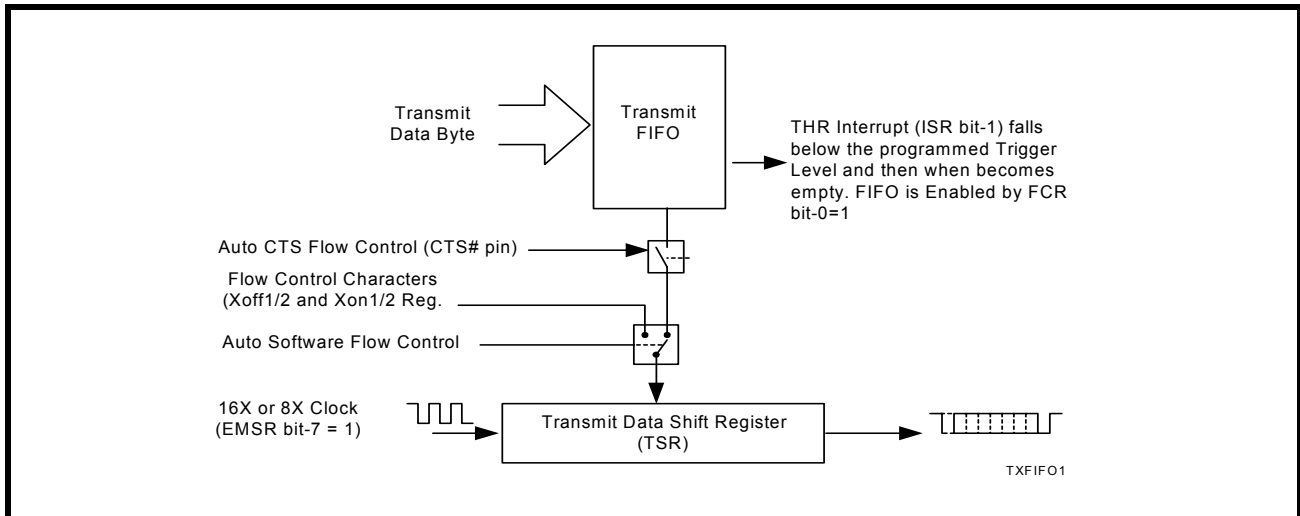 Transmit
Data Byte
Transmit
FIFO
THR Interrupt (ISR bit-1) falls
below the programmed Trigger
Level and then when becomes
empty. FIFO is Enabled by FCR
bit-0=1
Auto CTS Flow Control (CTS# pin)
Flow Control Characters
(Xoff1/2 and Xon1/2 Reg.
Auto Software Flow Control
16X or 8X Clock
(EMSR bit-7 = 1)
Transmit Data Shift Register
(TSR)
TXFIFO1